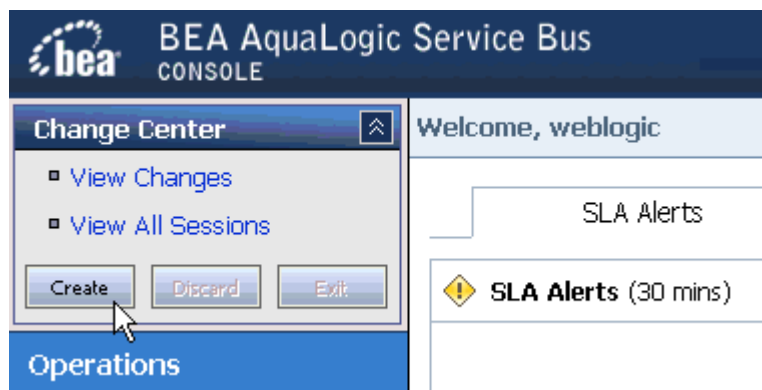 bea
BEA AquaLogic Service Bus
CONSOLE
Change Center
View Changes
View All Sessions
Create Discard Exit
Operations
Welcome, weblogic
SLA Alerts
SLA Alerts (30 mins)